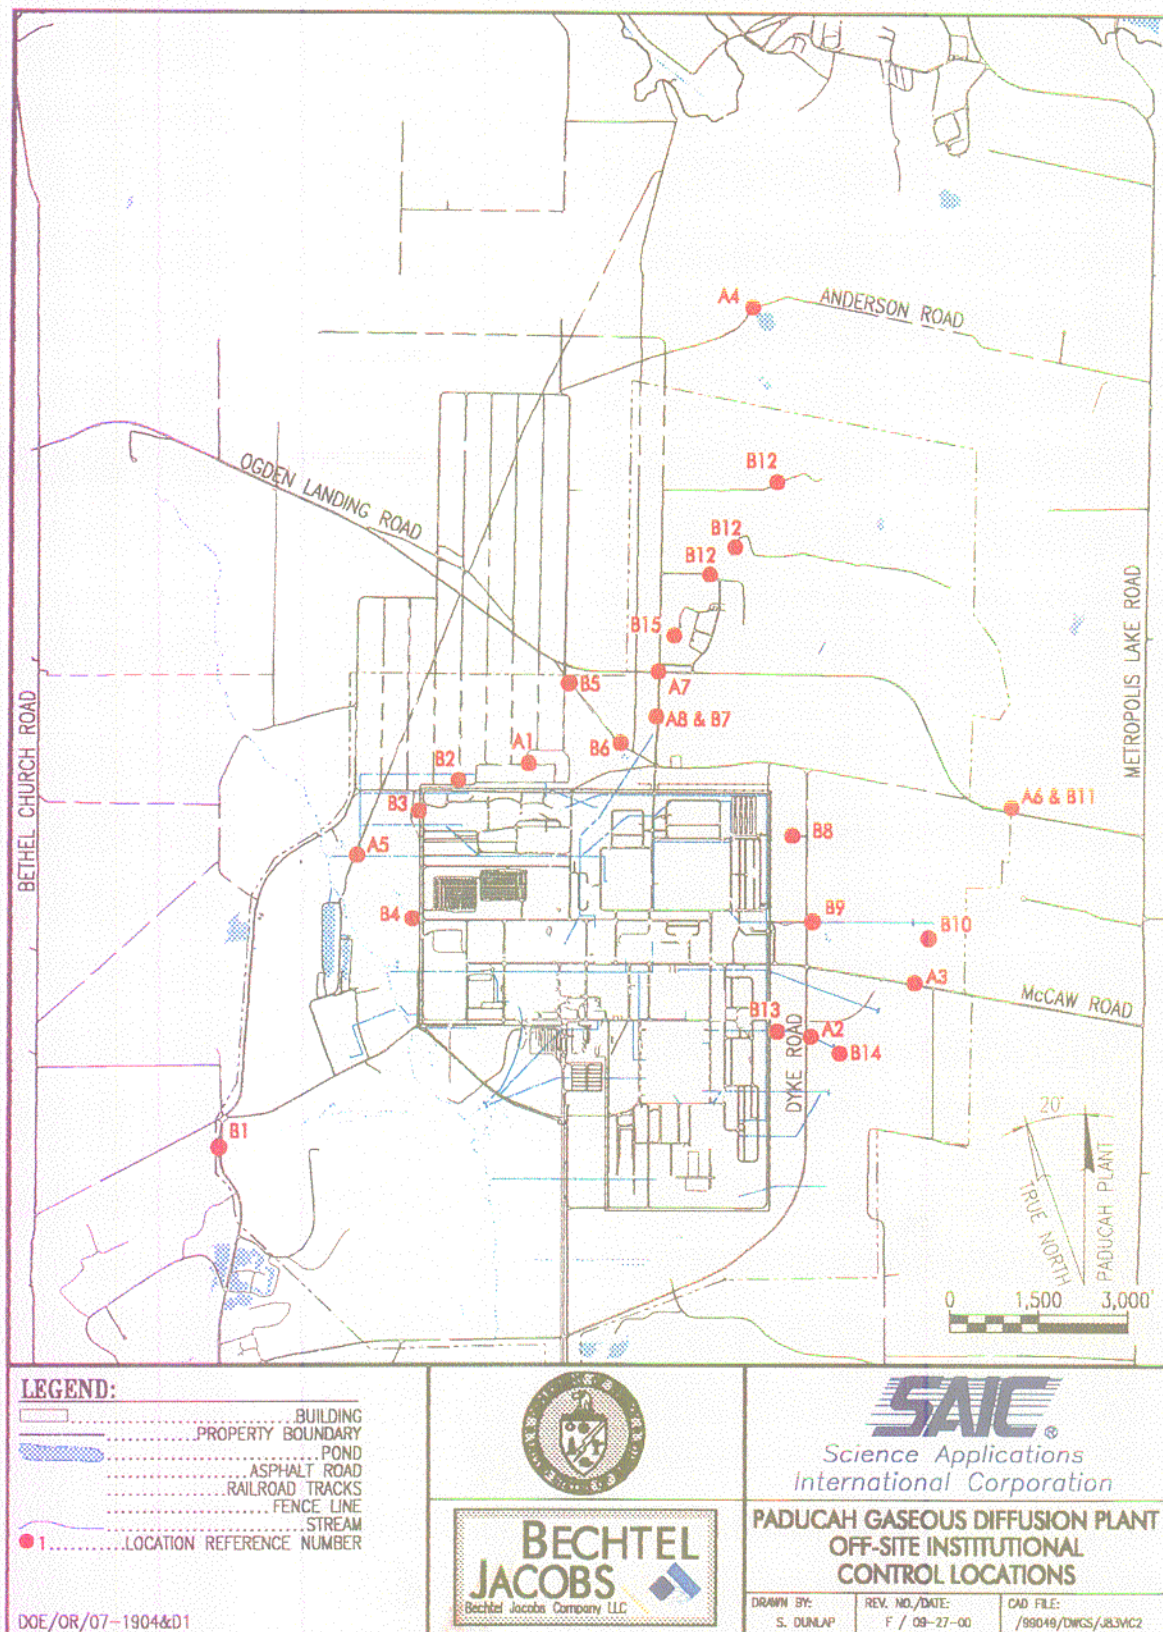 A4
ANDERSON ROAD
OGDEN LANDING ROAD
B12
B12
B12
B15
METROPOLIS LAKE ROAD
B5
A7
BETHEL CHURCH ROAD
A8 & B7
A1
B6
B2
B3
A6 & B11
A5
B8
B4
B9
B10
A3
McCAW ROAD
B13
A2
DYKE ROAD
B14
B1
20°
TRUE NORTH
PADUCAH PLANT
0 1,500 3,000'
LEGEND:
BUILDING
PROPERTY BOUNDARY
POND
ASPHALT ROAD
RAILROAD TRACKS
FENCE LINE
STREAM
1 LOCATION REFERENCE NUMBER
DOE/OR/07-1904&D1
BECHTEL
JACOBS
Bechtel Jacobs Company LLC
SAIC®
Science Applications
International Corporation
PADUCAH GASEOUS DIFFUSION PLANT
OFF-SITE INSTITUTIONAL
CONTROL LOCATIONS
DRAWN BY:
S. DUNLAP
REV. NO./DATE:
F / 09-27-00
CAD FILE:
/99049/DWGS/J83VIC2